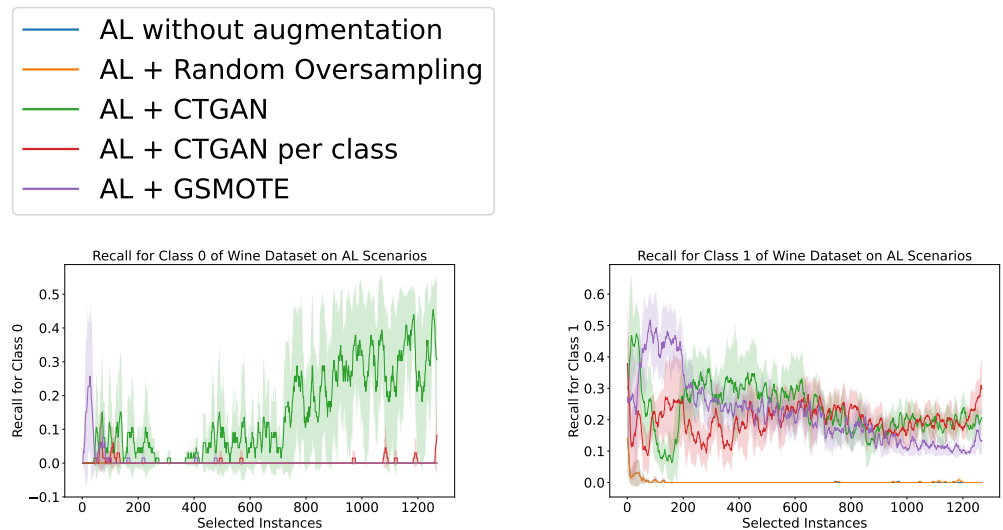 AL without augmentation
AL + Random Oversampling
AL + CTGAN
AL + CTGAN per class
AL + GSMOTE
Recall for Class 0 of Wine Dataset on AL Scenarios
Recall for Class 0
0.5
0.4
0.3
0.2
0.1
0.0
−0.1
0 200 400 600 800 1000 1200
Selected Instances
Recall for Class 1 of Wine Dataset on AL Scenarios
Recall for Class 1
0.6
0.5
0.4
0.3
0.2
0.1
0.0
0 200 400 600 800 1000 1200
Selected Instances